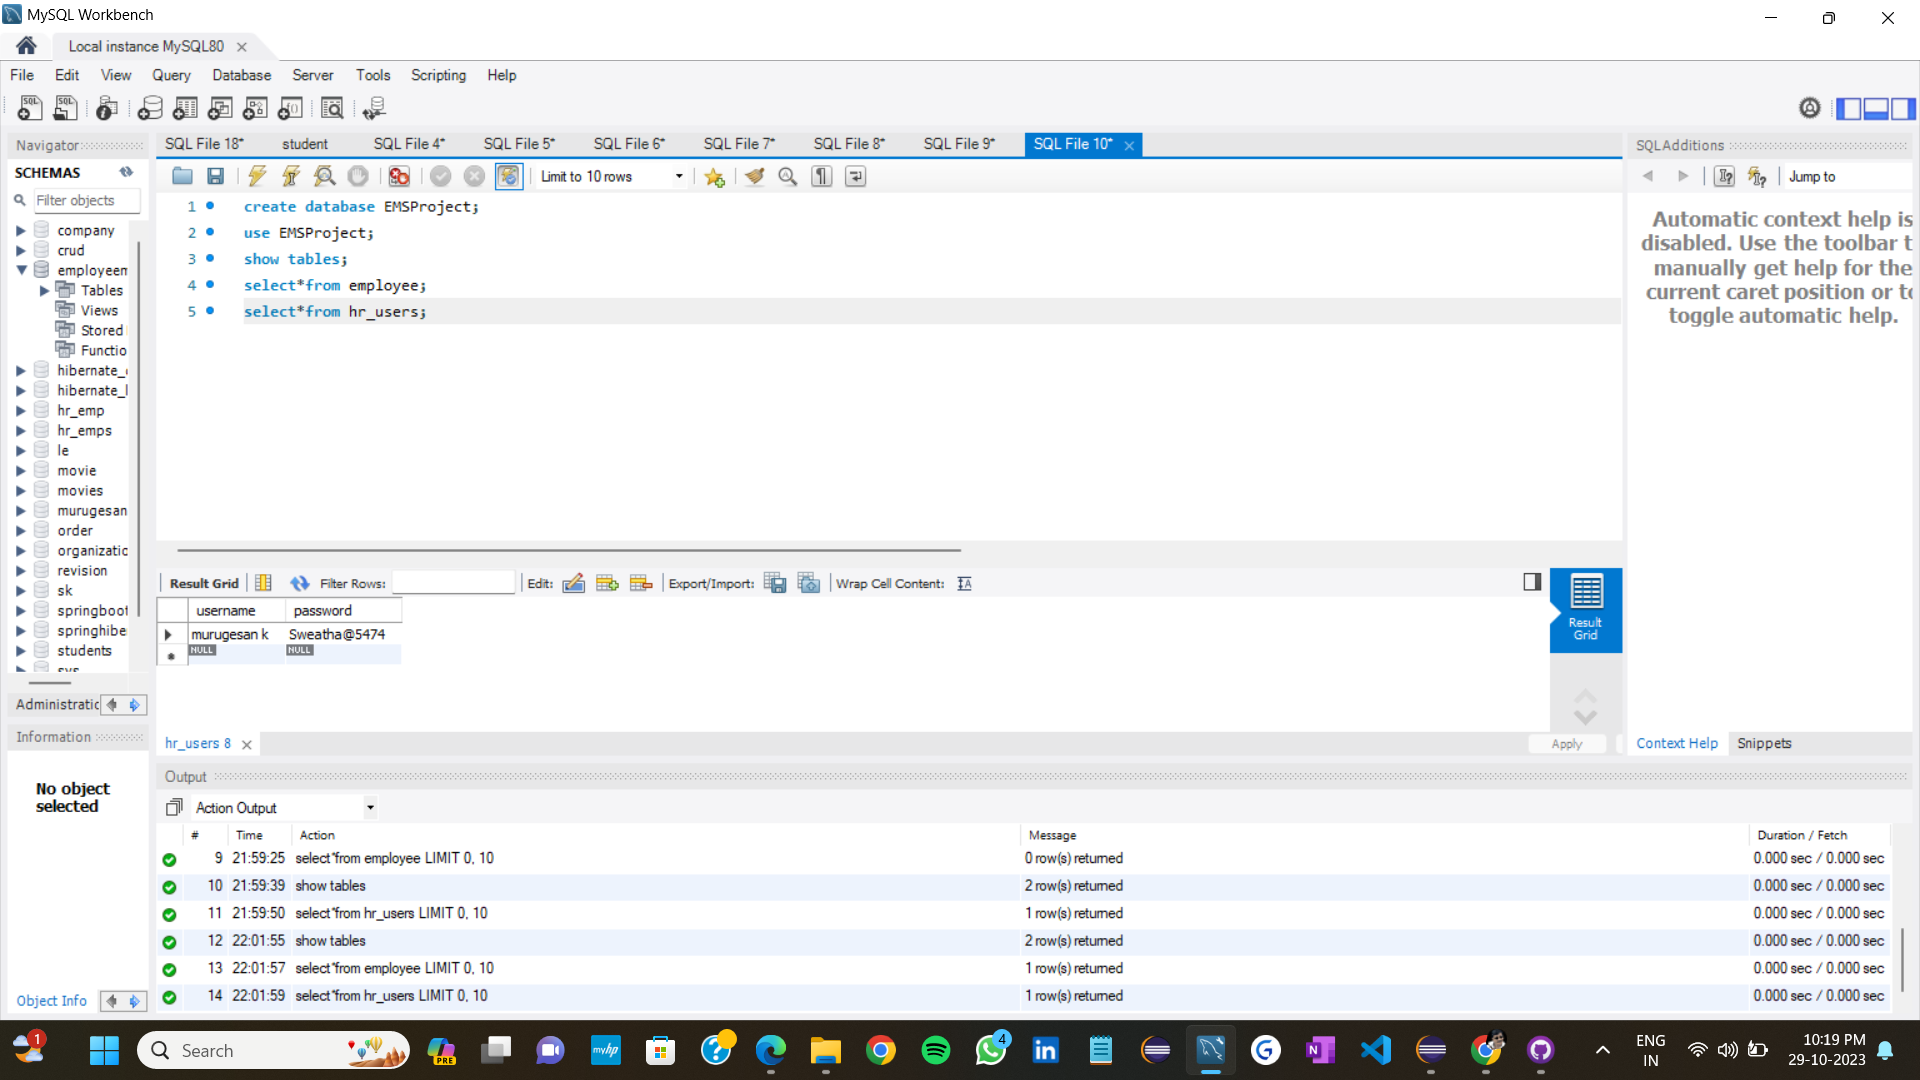 MySQL Workbench
Local instance MySQL80
File Edit View Query Database Server Tools Scripting Help
Navigator
SCHEMAS
Filter objects
company
crud
employeem
Tables
Views
Stored
Functio
hibernate_
hibernate_l
hr_emp
hr_emps
le
movie
movies
murugesan
order
organizatic
revision
sk
springboot
springhiber
students
sys
Administratic
Information
No object
selected
Object Info
SQL File 18* student SQL File 4* SQL File 5* SQL File 6* SQL File 7* SQL File 8* SQL File 9* SQL File 10*
Limit to 10 rows
1 create database EMSProject;
2 use EMSProject;
3 show tables;
4 select*from employee;
5 select*from hr_users;
Result Grid Filter Rows: Edit: Export/Import: Wrap Cell Content:
username password
murugesan k Sweatha@5474
NULL NULL
Result
Grid
hr_users 8
Apply
SQLAdditions
Jump to
Automatic context help is
disabled. Use the toolbar t
manually get help for the
current caret position or to
toggle automatic help.
Context Help Snippets
Output
Action Output
# Time Action Message Duration / Fetch
9 21:59:25 select*from employee LIMIT 0, 10 0 row(s) returned 0.000 sec / 0.000 sec
10 21:59:39 show tables 2 row(s) returned 0.000 sec / 0.000 sec
11 21:59:50 select*from hr_users LIMIT 0, 10 1 row(s) returned 0.000 sec / 0.000 sec
12 22:01:55 show tables 2 row(s) returned 0.000 sec / 0.000 sec
13 22:01:57 select*from employee LIMIT 0, 10 1 row(s) returned 0.000 sec / 0.000 sec
14 22:01:59 select*from hr_users LIMIT 0, 10 1 row(s) returned 0.000 sec / 0.000 sec
1
Search
PRE
myhp
4
ENG
IN
10:19 PM
29-10-2023